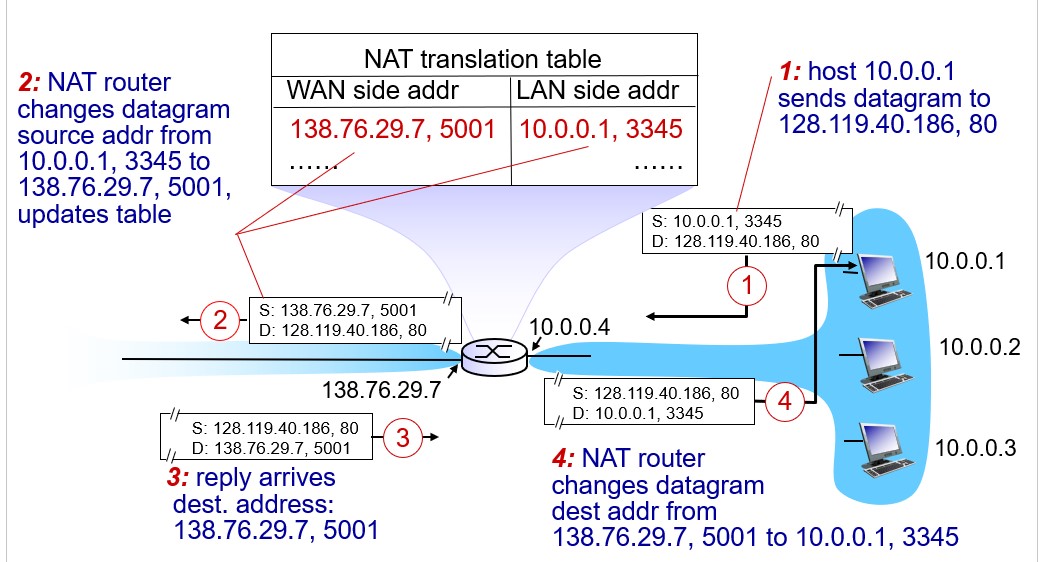 NAT translation table
WAN side addr LAN side addr
138.76.29.7, 5001 10.0.0.1, 3345
…… ……
2: NAT router
changes datagram
source addr from
10.0.0.1, 3345 to
138.76.29.7, 5001,
updates table
1: host 10.0.0.1
sends datagram to
128.119.40.186, 80
S: 10.0.0.1, 3345
D: 128.119.40.186, 80
1
10.0.0.1
S: 138.76.29.7, 5001
D: 128.119.40.186, 80
2
10.0.0.4
138.76.29.7
10.0.0.2
S: 128.119.40.186, 80
D: 10.0.0.1, 3345
4
S: 128.119.40.186, 80
D: 138.76.29.7, 5001
3
10.0.0.3
3: reply arrives
dest. address:
138.76.29.7, 5001
4: NAT router
changes datagram
dest addr from
138.76.29.7, 5001 to 10.0.0.1, 3345